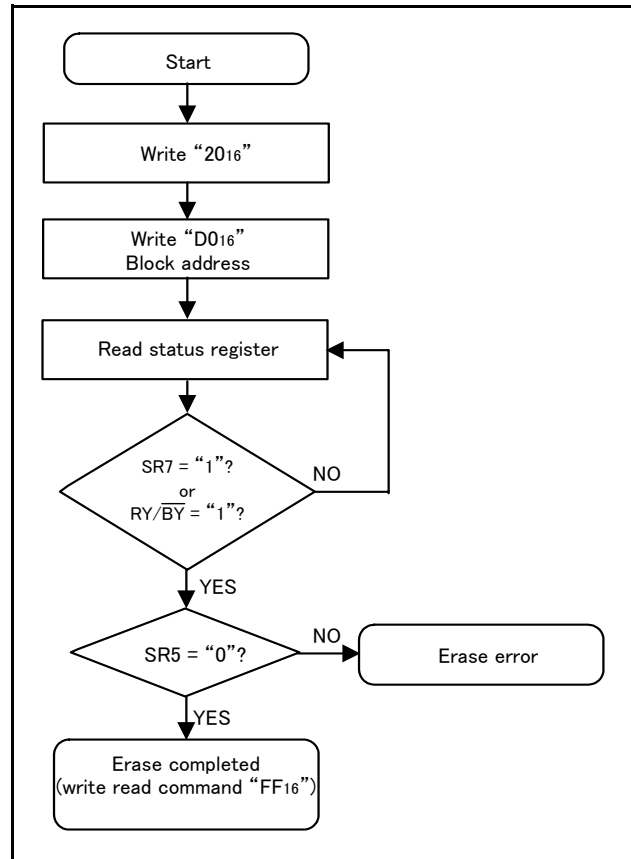 Start
Write “20₁₆”
Write “D0₁₆”
Block address
Read status register
SR7 = “1”?
or
RY/B̅Y̅ = “1”?
NO
YES
SR5 = “0”?
NO
Erase error
YES
Erase completed
(write read command “FF₁₆”)